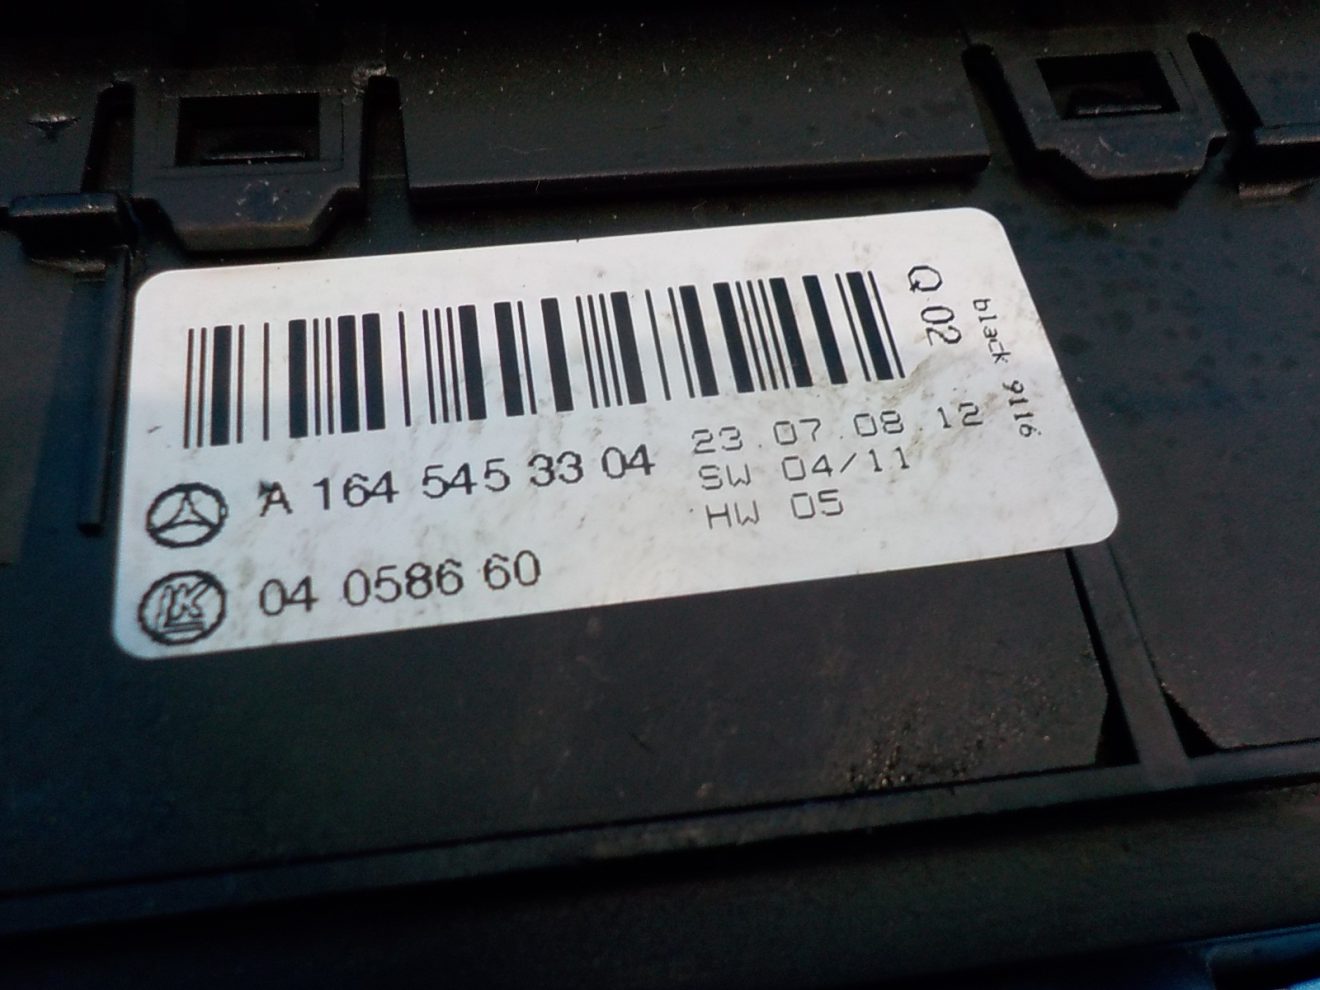 A 164 545 33 04
04 0586 60
23.07.08.12
SW 04/11
HW 05
Q 02
black 9116
LK